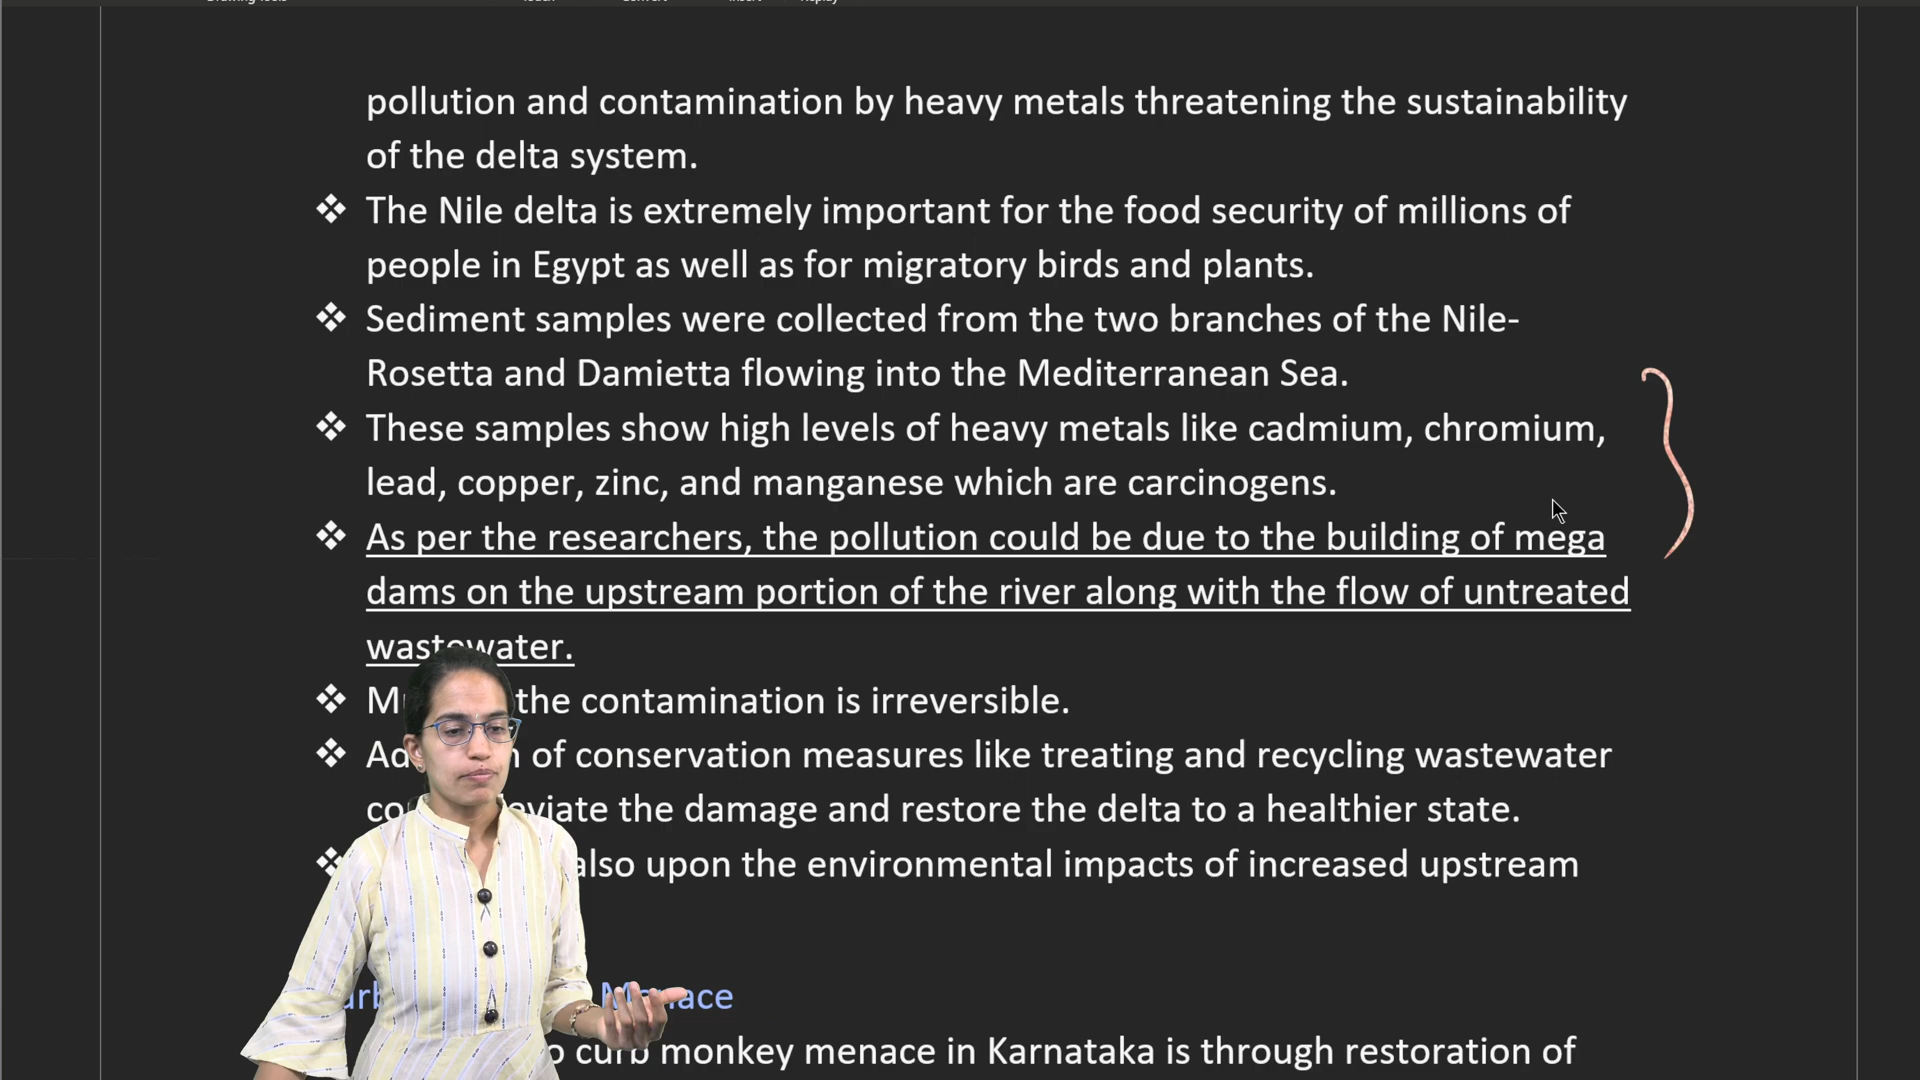 pollution and contamination by heavy metals threatening the sustainability
of the delta system.
❖ The Nile delta is extremely important for the food security of millions of
people in Egypt as well as for migratory birds and plants.
❖ Sediment samples were collected from the two branches of the Nile-
Rosetta and Damietta flowing into the Mediterranean Sea.
❖ These samples show high levels of heavy metals like cadmium, chromium,
lead, copper, zinc, and manganese which are carcinogens.
❖ As per the researchers, the pollution could be due to the building of mega
dams on the upstream portion of the river along with the flow of untreated
wastewater.
❖ the contamination is irreversible.
❖ of conservation measures like treating and recycling wastewater
the damage and restore the delta to a healthier state.
❖ also upon the environmental impacts of increased upstream
Menace
curb monkey menace in Karnataka is through restoration of